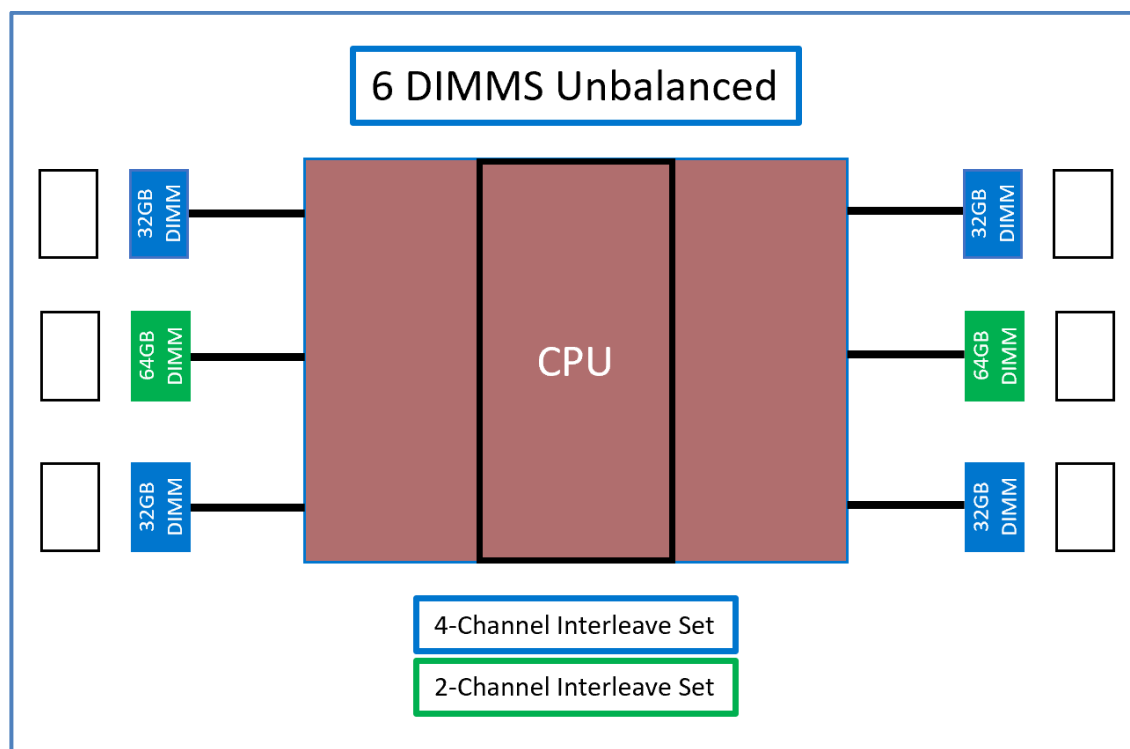 6 DIMMS Unbalanced
32GB
DIMM
32GB
DIMM
64GB
DIMM
CPU
64GB
DIMM
32GB
DIMM
32GB
DIMM
4-Channel Interleave Set
2-Channel Interleave Set